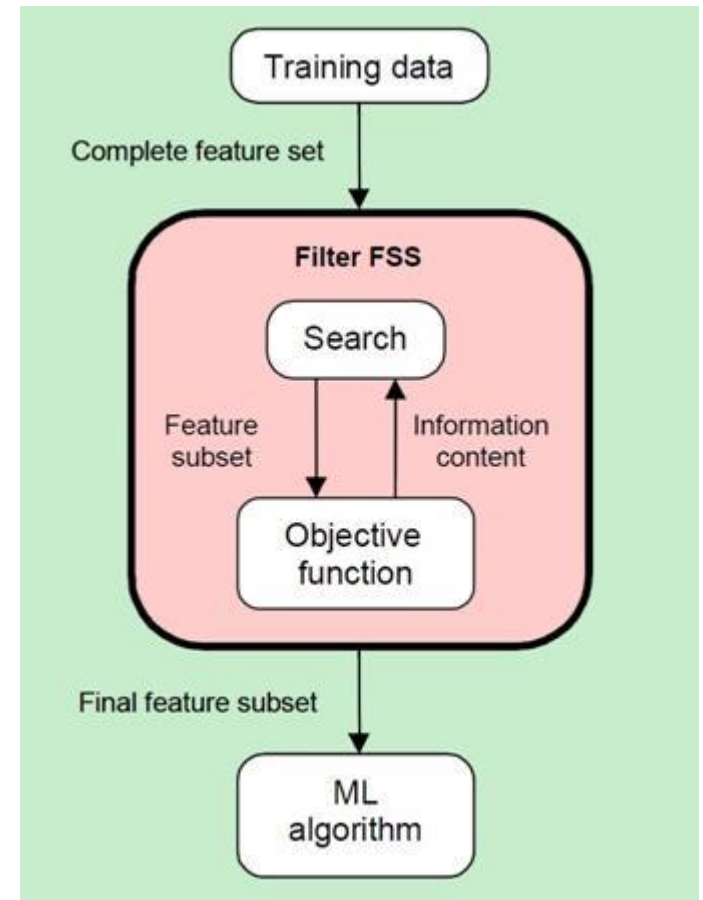 Training data
Complete feature set
Filter FSS
Search
Feature
subset
Information
content
Objective
function
Final feature subset
ML
algorithm